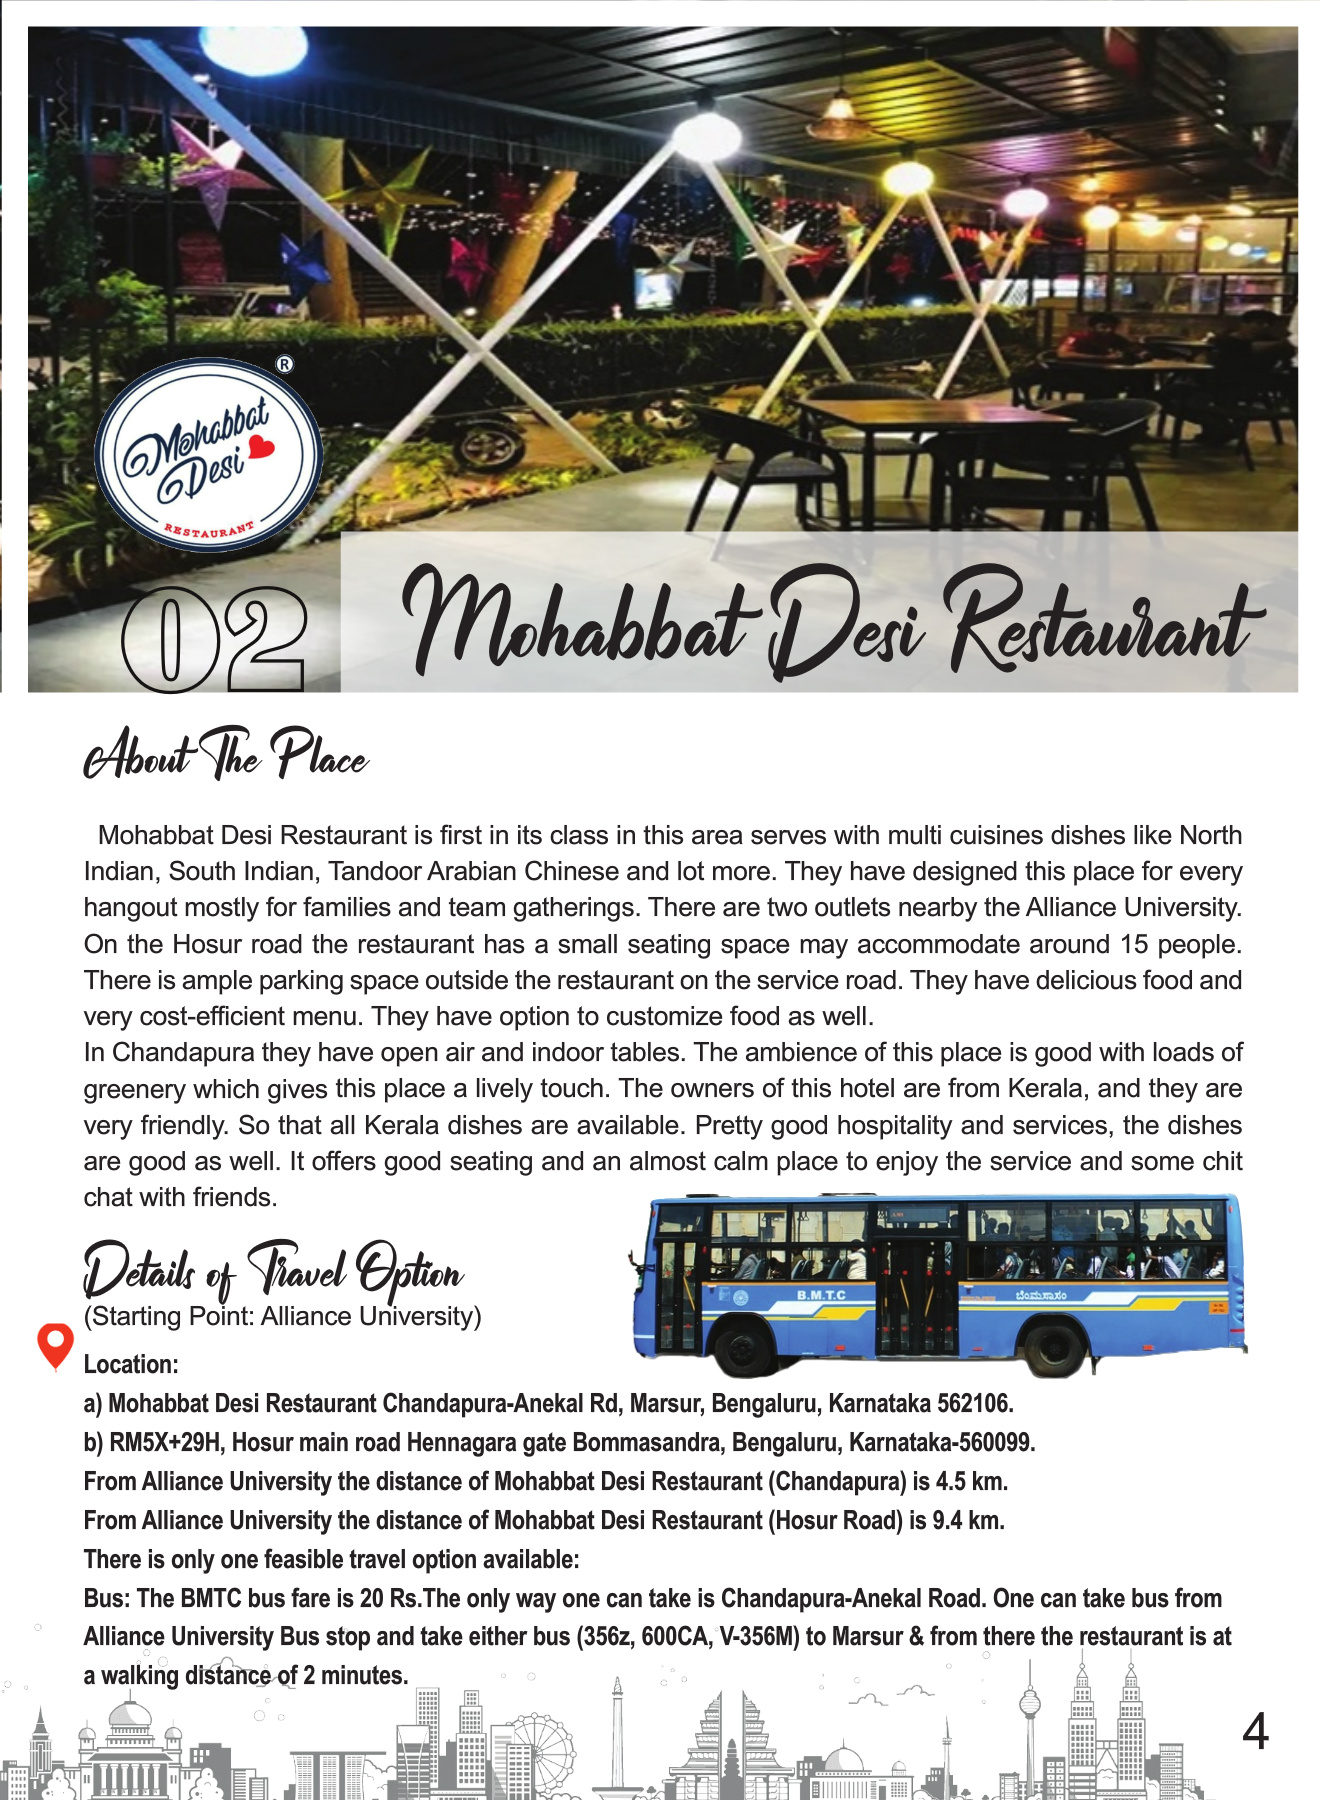 ®
Mohabbat
Desi
RESTAURANT
02
Mohabbat Desi Restaurant
About The Place
Mohabbat Desi Restaurant is first in its class in this area serves with multi cuisines dishes like North
Indian, South Indian, Tandoor Arabian Chinese and lot more. They have designed this place for every
hangout mostly for families and team gatherings. There are two outlets nearby the Alliance University.
On the Hosur road the restaurant has a small seating space may accommodate around 15 people.
There is ample parking space outside the restaurant on the service road. They have delicious food and
very cost-efficient menu. They have option to customize food as well.
In Chandapura they have open air and indoor tables. The ambience of this place is good with loads of
greenery which gives this place a lively touch. The owners of this hotel are from Kerala, and they are
very friendly. So that all Kerala dishes are available. Pretty good hospitality and services, the dishes
are good as well. It offers good seating and an almost calm place to enjoy the service and some chit
chat with friends.
B.M.T.C
ಬೆಂಮಸಾಸಂ
Details of Travel Option
(Starting Point: Alliance University)
Location:
a) Mohabbat Desi Restaurant Chandapura-Anekal Rd, Marsur, Bengaluru, Karnataka 562106.
b) RM5X+29H, Hosur main road Hennagara gate Bommasandra, Bengaluru, Karnataka-560099.
From Alliance University the distance of Mohabbat Desi Restaurant (Chandapura) is 4.5 km.
From Alliance University the distance of Mohabbat Desi Restaurant (Hosur Road) is 9.4 km.
There is only one feasible travel option available:
Bus: The BMTC bus fare is 20 Rs.The only way one can take is Chandapura-Anekal Road. One can take bus from
Alliance University Bus stop and take either bus (356z, 600CA, V-356M) to Marsur & from there the restaurant is at
a walking distance of 2 minutes.
4